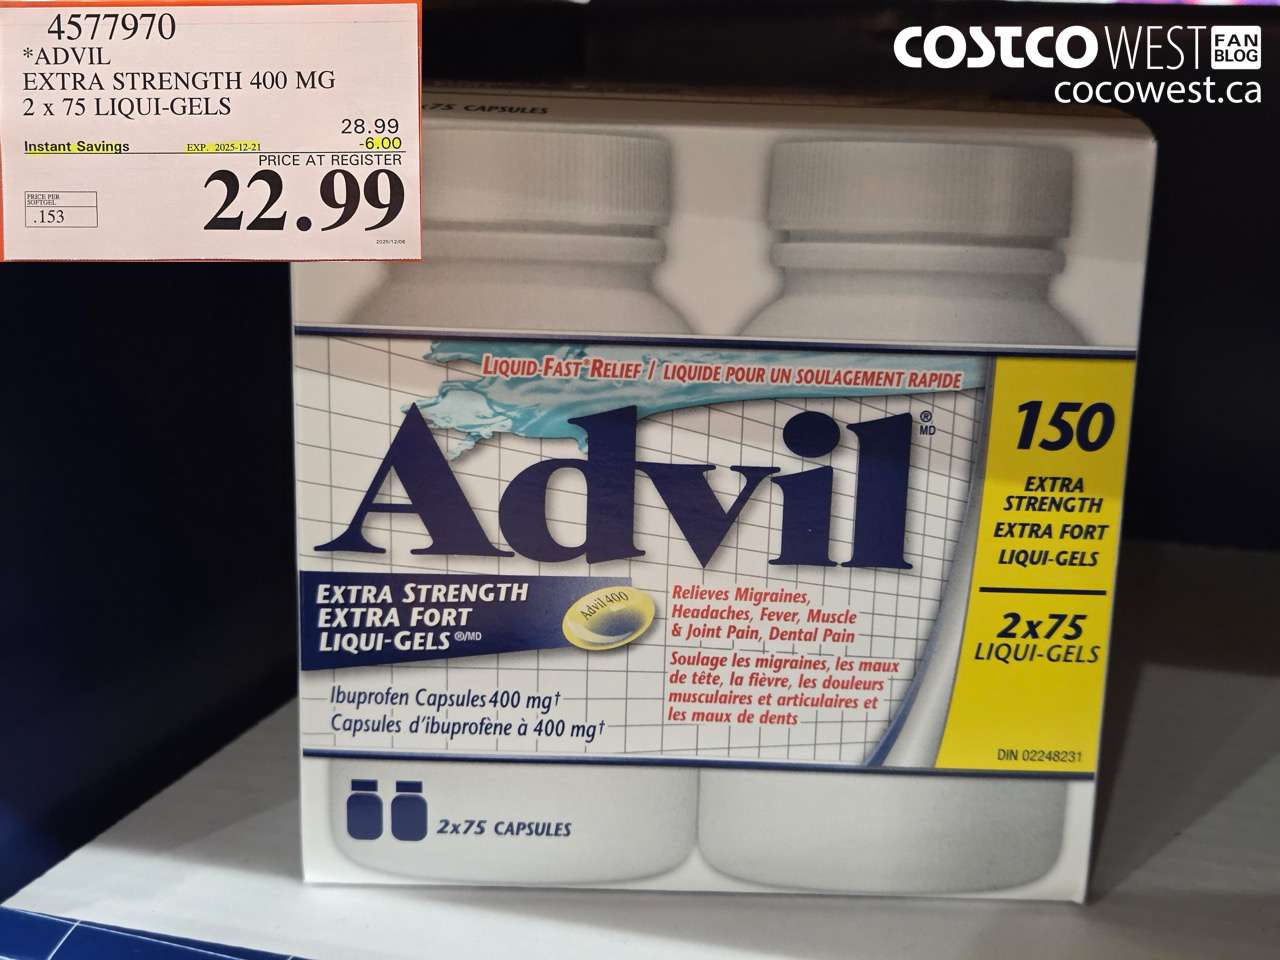 4577970
*ADVIL
EXTRA STRENGTH 400 MG
2 x 75 LIQUI-GELS
28.99
Instant Savings EXP. 2025-12-21 -6.00
PRICE AT REGISTER
22.99
PRICE PER
SOFTGEL
.153
2025/12/06
COSTCO WEST FAN BLOG
cocowest.ca
x75 CAPSULES
LIQUID-FAST® RELIEF / LIQUIDE POUR UN SOULAGEMENT RAPIDE
Advil ®
MD
EXTRA STRENGTH
EXTRA FORT
LIQUI-GELS ®/MD
Advil 400
Relieves Migraines,
Headaches, Fever, Muscle
& Joint Pain, Dental Pain
Soulage les migraines, les maux
de tête, la fièvre, les douleurs
musculaires et articulaires et
les maux de dents
Ibuprofen Capsules 400 mg†
Capsules d'ibuprofène à 400 mg†
150
EXTRA
STRENGTH
EXTRA FORT
LIQUI-GELS
2x75
LIQUI-GELS
DIN 02248231
2x75 CAPSULES